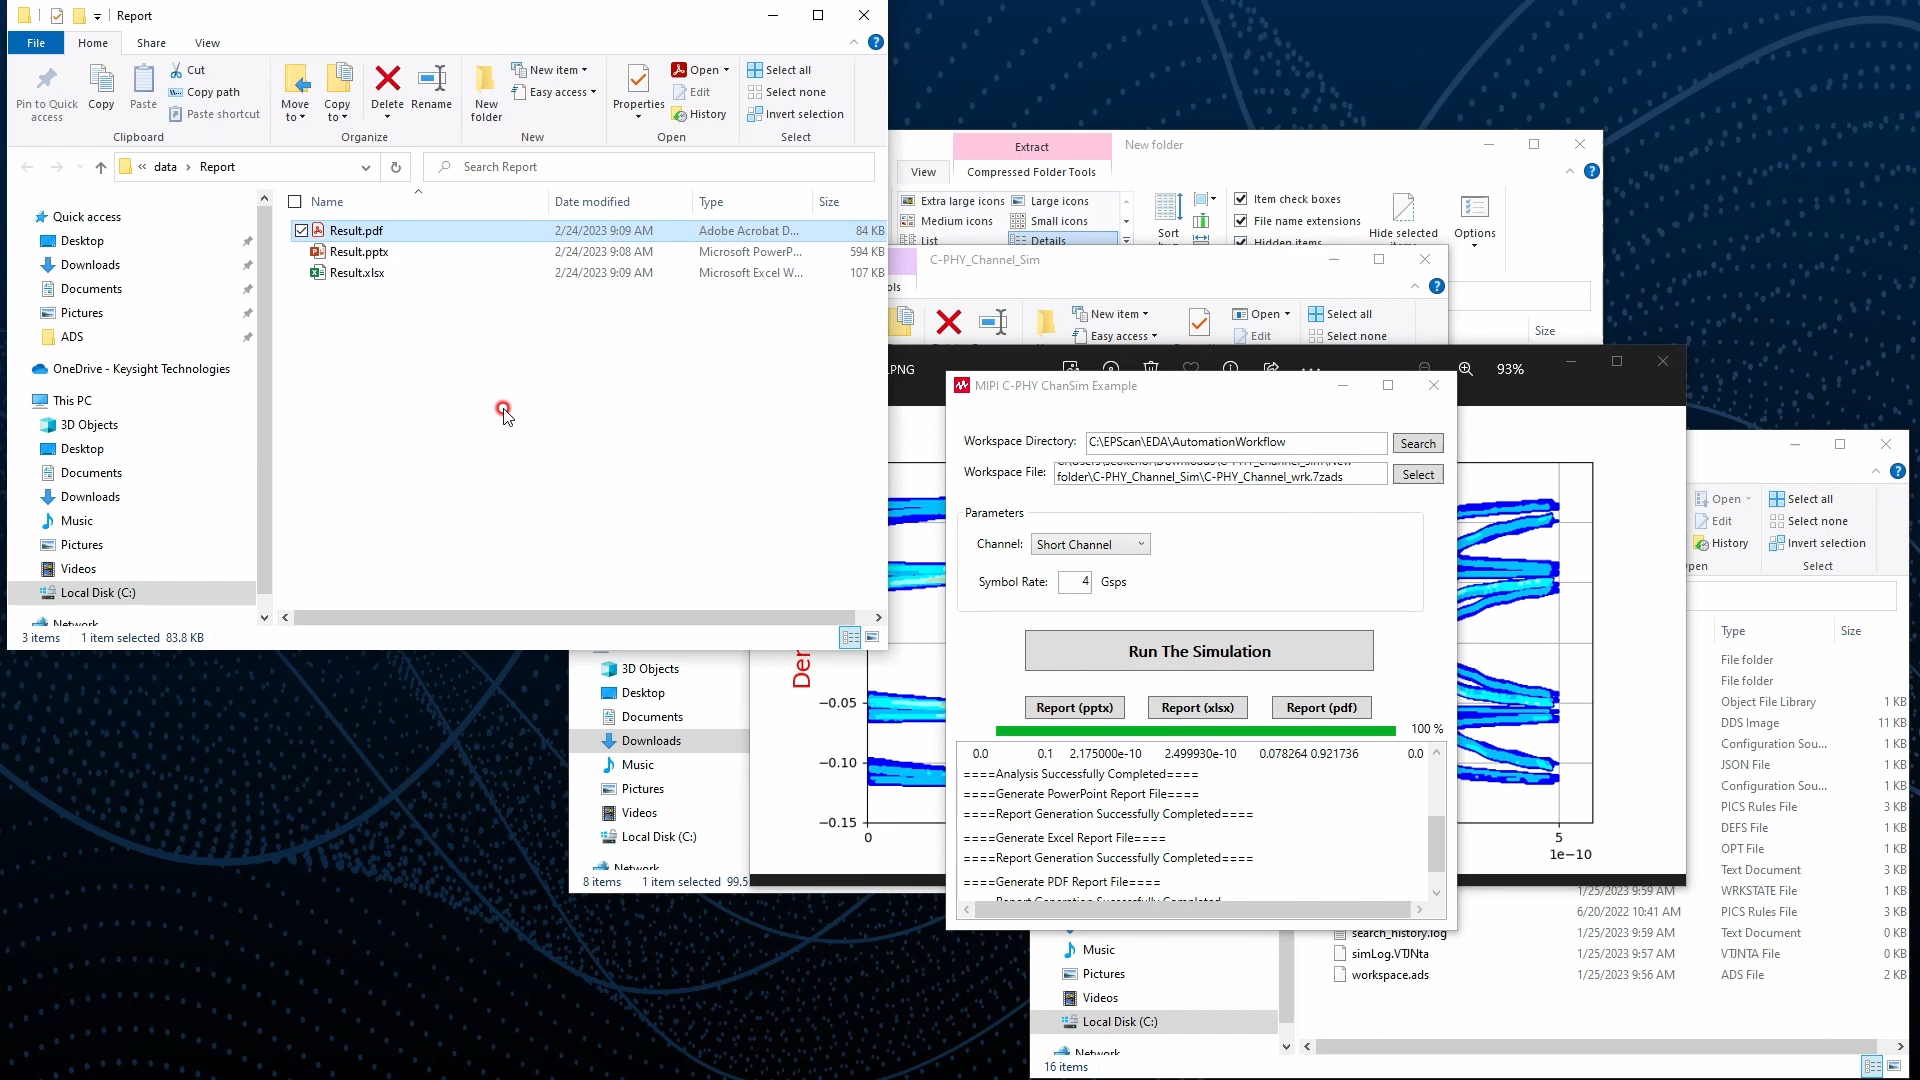 Report
File
Home
Share
View
Pin to Quick
access
Copy
Paste
Cut
Copy path
Paste shortcut
Clipboard
Move
to
Copy
to
Delete
Rename
Organize
New
folder
New item
Easy access
New
Properties
Open
Edit
History
Open
Select all
Select none
Invert selection
Select
« data › Report
Search Report
Name Date modified Type Size
Result.pdf 2/24/2023 9:09 AM Adobe Acrobat D... 84 KB
Result.pptx 2/24/2023 9:08 AM Microsoft PowerP... 594 KB
Result.xlsx 2/24/2023 9:09 AM Microsoft Excel W... 107 KB
Quick access
Desktop
Downloads
Documents
Pictures
ADS
OneDrive - Keysight Technologies
This PC
3D Objects
Desktop
Documents
Downloads
Music
Pictures
Videos
Local Disk (C:)
Network
3 items 1 item selected 83.8 KB
Extract
New folder
View
Compressed Folder Tools
Extra large icons
Large icons
Medium icons
Small icons
List
Details
Sort
Item check boxes
File name extensions
Hidden items
Hide selected
Options
Size
C-PHY_Channel_Sim
ols
New item
Easy access
Open
Edit
Select all
Select none
.PNG
93%
MIPI C-PHY ChanSim Example
Workspace Directory: C:\EPScan\EDA\AutomationWorkflow Search
Workspace File: folder\C-PHY_Channel_Sim\C-PHY_Channel_wrk.7zads Select
Parameters
Channel: Short Channel
Symbol Rate: 4 Gsps
Run The Simulation
Report (pptx) Report (xlsx) Report (pdf)
100 %
0.0 0.1 2.175000e-10 2.499930e-10 0.078264 0.921736 0.0
====Analysis Successfully Completed====
====Generate PowerPoint Report File====
====Report Generation Successfully Completed====
====Generate Excel Report File====
====Report Generation Successfully Completed====
====Generate PDF Report File====
Der
−0.05
−0.10
−0.15
0
5
1e-10
3D Objects
Desktop
Documents
Downloads
Music
Pictures
Videos
Local Disk (C:)
Network
8 items 1 item selected 99.5
Open
Edit
History
pen
Select all
Select none
Invert selection
Select
Type Size
File folder
File folder
Object File Library 1 KB
DDS Image 11 KB
Configuration Sou... 1 KB
JSON File 1 KB
Configuration Sou... 1 KB
PICS Rules File 3 KB
DEFS File 1 KB
OPT File 1 KB
Text Document 3 KB
1/25/2023 9:59 AM WRKSTATE File 1 KB
6/20/2022 10:41 AM PICS Rules File 3 KB
search_history.log 1/25/2023 9:59 AM Text Document 0 KB
simLog.VTJNta 1/25/2023 9:57 AM VTJNTA File 0 KB
workspace.ads 1/25/2023 9:56 AM ADS File 2 KB
Music
Pictures
Videos
Local Disk (C:)
Network
16 items